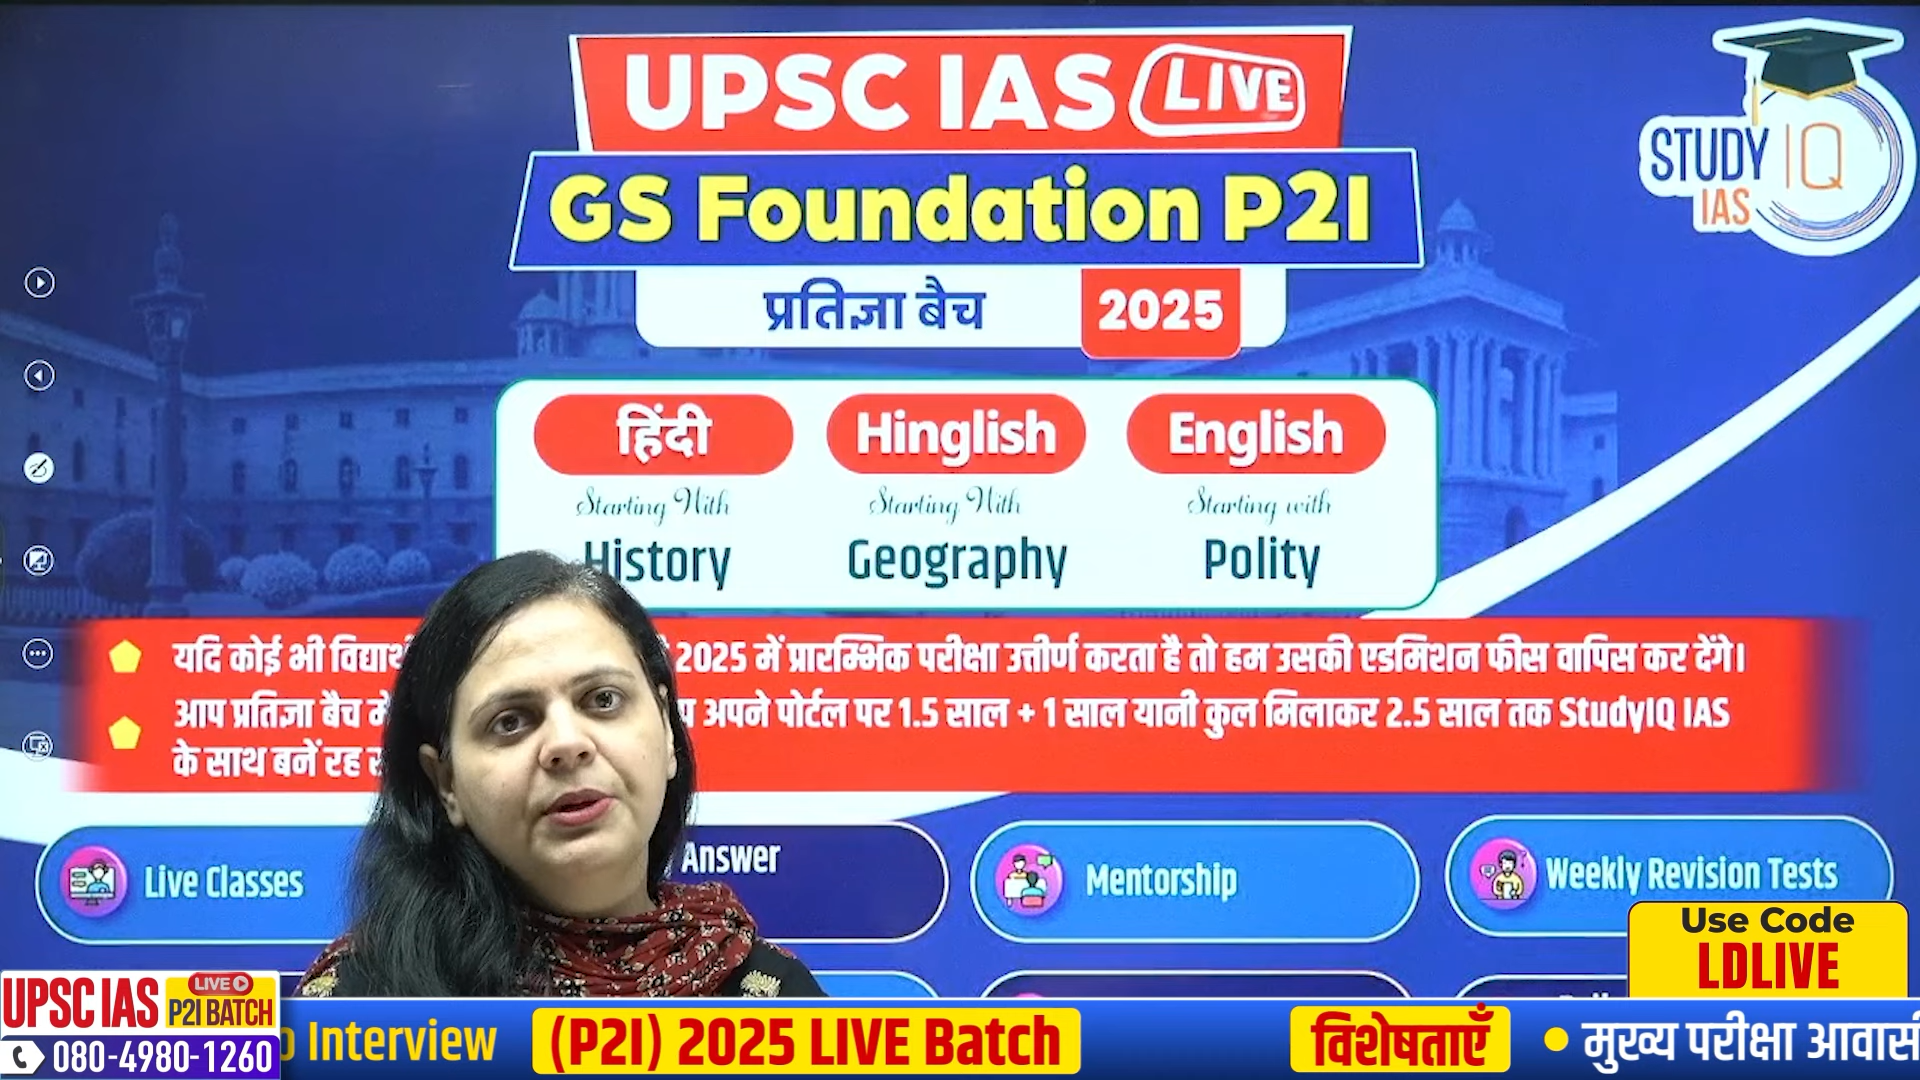 UPSC IAS LIVE
GS Foundation P2I
प्रतिज्ञा बैच 2025
STUDY IQ
IAS
हिंदी
Starting With
History
Hinglish
Starting With
Geography
English
Starting with
Polity
यदि कोई भी 2025 में प्रारम्भिक परीक्षा उत्तीर्ण करता है तो हम उसकी एडमिशन फीस वापिस कर देंगे।
आप प्रतिज्ञा बैच अपने पोर्टल पर 1.5 साल + 1 साल यानी कुल मिलाकर 2.5 साल तक StudyIQ IAS
के साथ बनें रह
Live Classes
Answer
Mentorship
Weekly Revision Tests
Use Code
LDLIVE
UPSC IAS LIVE P2I BATCH
080-4980-1260
Interview (P2I) 2025 LIVE Batch विशेषताएँ • मुख्य परीक्षा